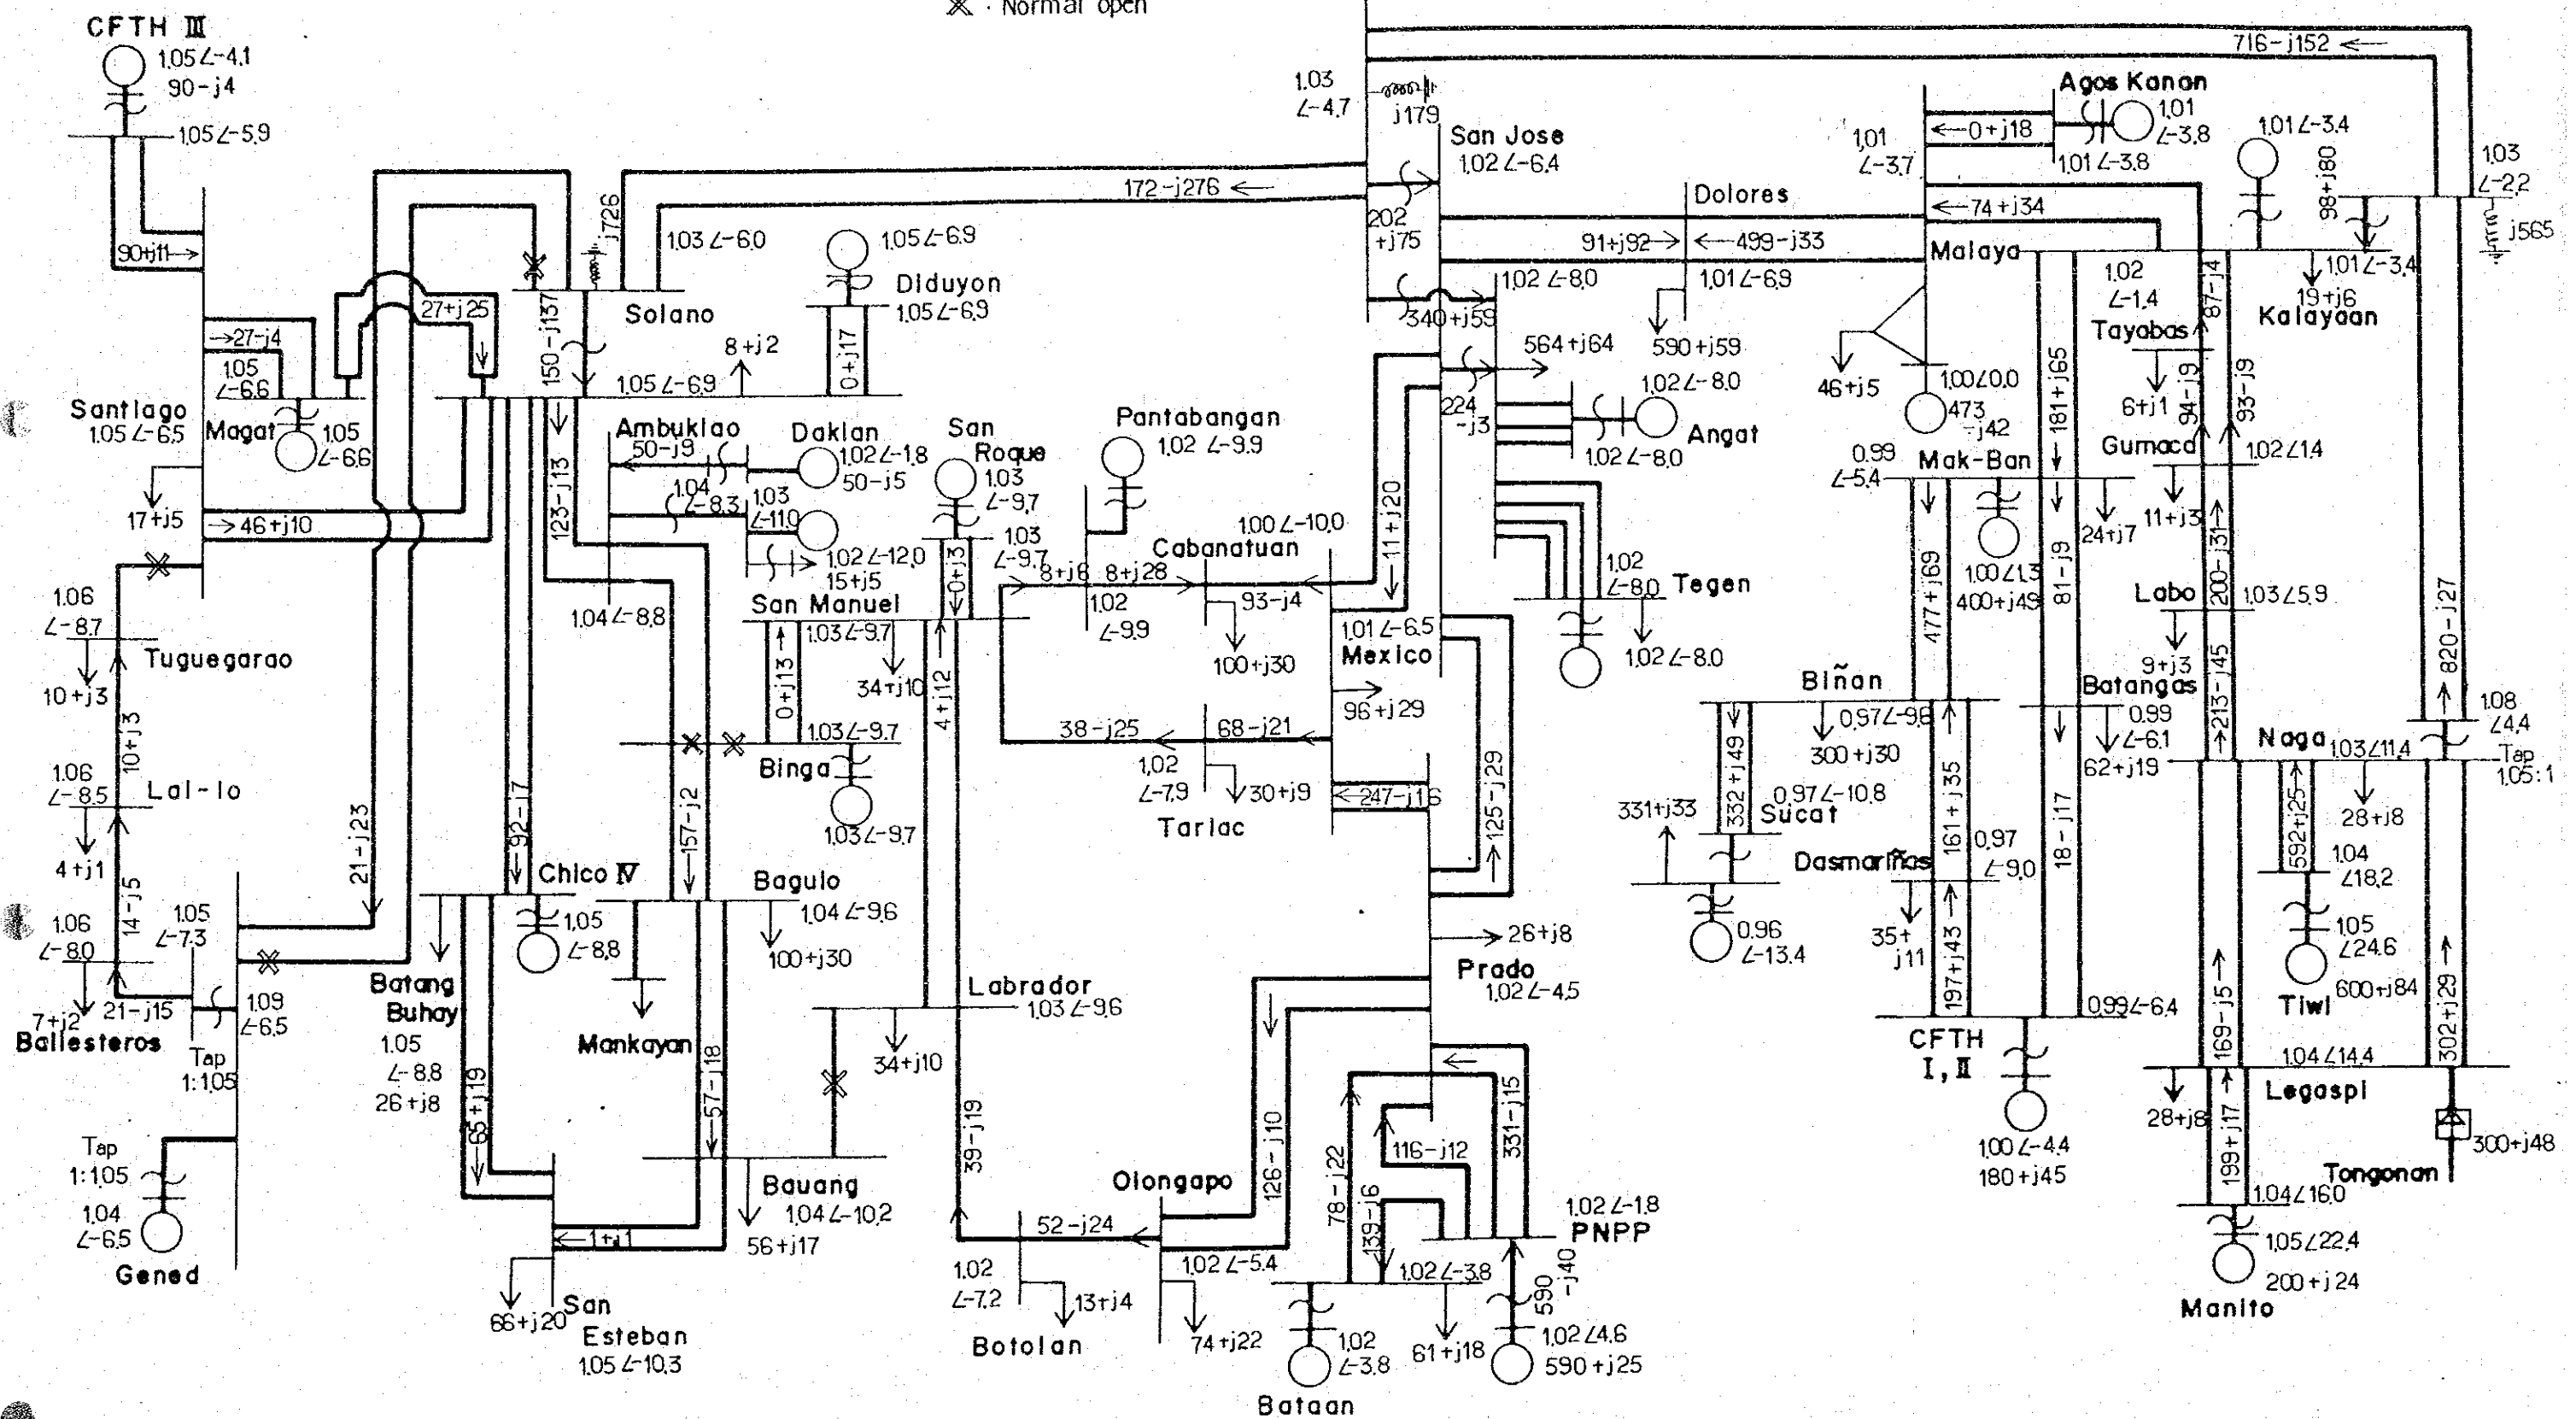 ※ · Normal open
CFTH Ⅲ
1.05∠-4.1
90-j4
1.05∠-5.9
90+j11→
→27-j4
1.05
∠-6.6
Santiago
1.05∠-6.5
Magat
1.05
∠-6.6
17+j5
→46+j10
27+j25
1.06
∠-8.7
Tuguegarao
10+j3
10+j3
1.06
∠-8.5
Lal-lo
4+j1
14-j5
1.06
∠-8.0
1.05
∠-7.3
7+j2
21-j15
Ballesteros
1.09
∠-6.5
Tap
1:1.05
21-j23
Tap
1:1.05
1.04
∠-6.5
Gened
j726
1.03∠-6.0
Solano
150-j137
172-j276←
1.05∠-6.9
Diduyon
1.05∠-6.9
0+j17
8+j2
1.05∠-6.9
123-j13
Ambuklao
50-j9
Daklan
1.02∠-1.8
50-j5
1.04
∠-8.3
1.03
∠-11.0
1.02∠-12.0
15+j5
1.04∠-8.8
San
Roque
1.03
∠-9.7
1.03
∠-9.7
0+j3
San Manuel
1.03∠-9.7
34+j10
0+j13
4+j12
1.03∠-9.7
Binga
1.03∠-9.7
←92-j7
←157-j2
Chico Ⅳ
1.05
∠-8.8
Baguio
1.04∠-9.6
100+j30
Batang
Buhay
1.05
∠-8.8
26+j8
Mankayan
←65+j19
←57-j18
Bauang
1.04∠-10.2
56+j17
←1+j1
66+j20
San
Esteban
1.05∠-10.3
Labrador
1.03∠-9.6
34+j10
39-j19
Pantabangan
1.02∠-9.9
8+j6
8+j28
1.02
∠-9.9
Cabanatuan
1.00∠-10.0
93-j4
100+j30
11+j20
1.01∠-6.5
Mexico
96+j29
38-j25
68-j21
1.02
∠-7.9
30+j9
Tarlac
←247-j16
125-j29
26+j8
Prado
1.02∠-4.5
126-j10
Olongapo
52-j24
1.02∠-5.4
74+j22
1.02
∠-7.2
13+j4
Botolan
78-j22
139-j6
116-j12
331-j15
1.02∠-1.8
PNPP
590
-j40
1.02∠4.6
590+j25
1.02∠-3.8
61+j18
1.02
∠-3.8
Bataan
1.03
∠-4.7
j179
San Jose
1.02∠-6.4
202
+j75
340+j59
224
-j3
1.02∠-8.0
564+j64
1.02∠-8.0
Angat
1.02∠-8.0
1.02
∠-8.0
Tegen
1.02∠-8.0
Dolores
91+j92→
←499-j33
1.01∠-6.9
590+j59
716-j152←
Agos Kanan
1.01
∠-3.8
←0+j18
1.01∠-3.8
1.01
∠-3.7
←74+j34
Malaya
46+j5
1.00∠0.0
473
-j42
1.01∠-3.4
98+j80
1.03
∠-2.2
j565
1.01∠-3.4
19+j6
Kalayaan
1.02
∠-1.4
87-j4
Tayabas
6+j1
94-j9
93-j9
181+j65
Gumaca
1.02∠1.4
11+j3
200-j31
Labo
1.03∠5.9
9+j3
213-j45
0.99
∠-5.4
Mak-Ban
24+j7
1.00∠1.3
400+j49
477+j69
81-j9
Biñan
0.97∠-9.6
300+j30
332+j49
0.97∠-10.8
Sucat
331+j33
0.96
∠-13.4
Dasmariñas
0.97
∠-9.0
161+j35
35+
j11
197+j43
18-j17
Batangas
0.99
∠-6.1
62+j19
0.99∠-6.4
CFTH
Ⅰ, Ⅱ
1.00∠-4.4
180+j45
820-j27
1.08
∠4.4
Tap
1.05:1
Naga
1.03∠11.4
592+j25
28+j8
1.04
∠18.2
1.05
∠24.6
600+j84
Tiwi
169-j5
302+j29
1.04∠14.4
Legaspi
28+j8
199+j17
1.04∠16.0
300+j48
Tongonan
1.05∠22.4
200+j24
Manito